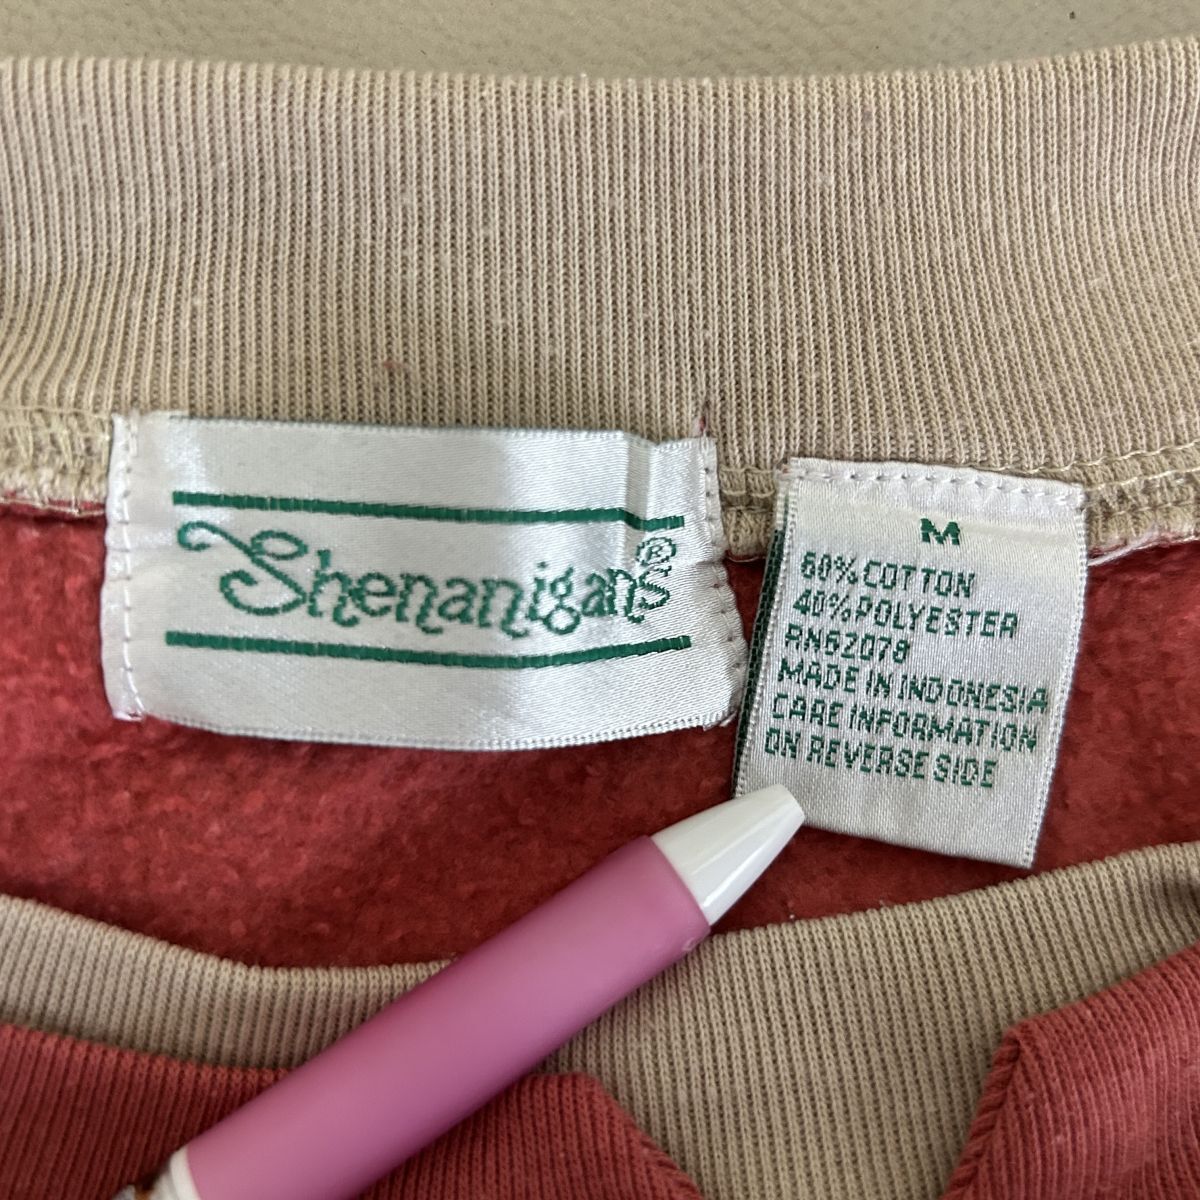 Shenanigans®
M
60% COTTON
40% POLYESTER
RN62078
MADE IN INDONESIA
CARE INFORMATION
ON REVERSE SIDE